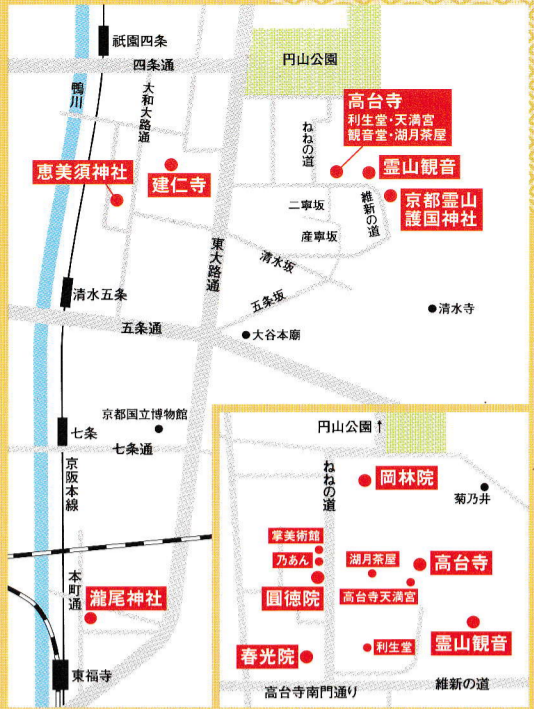 祇園四条
四条通
円山公園
鴨川
大和大路通
高台寺
利生堂・天満宮
観音堂・湖月茶屋
ねねの道
恵美須神社
建仁寺
霊山観音
京都霊山
護国神社
二寧坂
維新の道
産寧坂
東大路通
清水坂
清水五条
五条坂
清水寺
五条通
大谷本廟
京都国立博物館
七条
七条通
京阪本線
本町通
瀧尾神社
東福寺
円山公園↑
ねねの道
岡林院
菊乃井
掌美術館
乃あん
湖月茶屋
高台寺
圓徳院
高台寺天満宮
霊山観音
利生堂
春光院
維新の道
高台寺南門通り